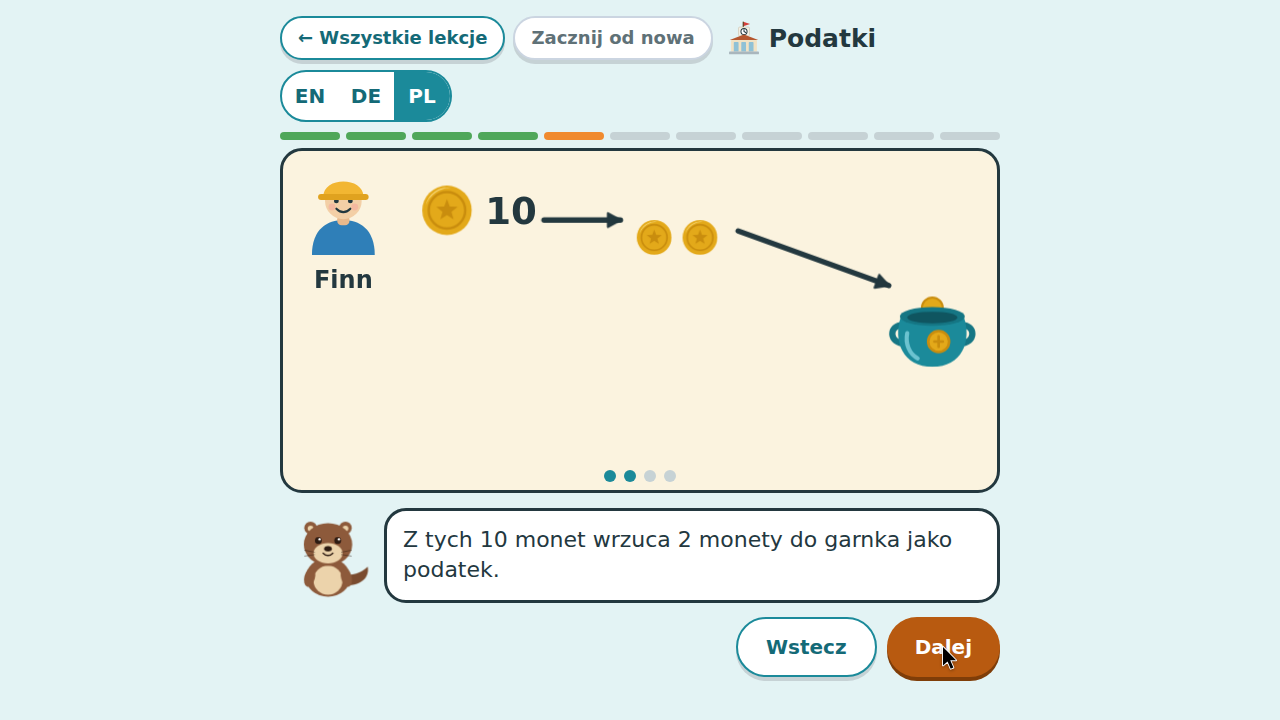 ← Wszystkie lekcje
Zacznij od nowa
Podatki
EN DE PL
10
Finn
Z tych 10 monet wrzuca 2 monety do garnka jako
podatek.
Wstecz
Dalej